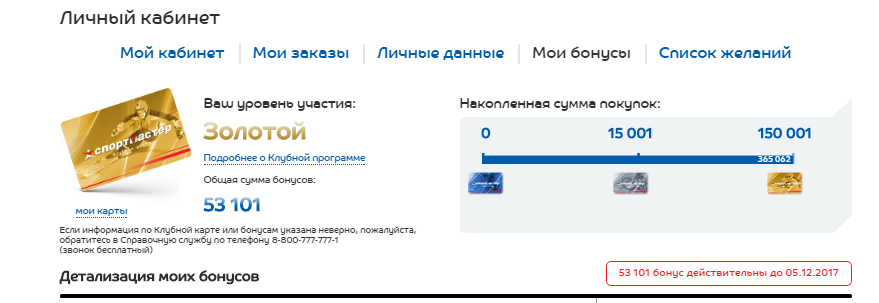 Личный кабинет
Мой кабинет Мои заказы Личные данные Мои бонусы Список желаний
Ваш уровень участия:
Золотой
Подробнее о Клубной программе
Общая сумма бонусов:
53 101
спортмастер
мои карты
Накопленная сумма покупок:
0 15 001 150 001
365 062
Если информация по Клубной карте или бонусам указана неверно, пожалуйста,
обратитесь в Справочную службу по телефону 8-800-777-777-1
(звонок бесплатный)
Детализация моих бонусов
53 101 бонус действительны до 05.12.2017